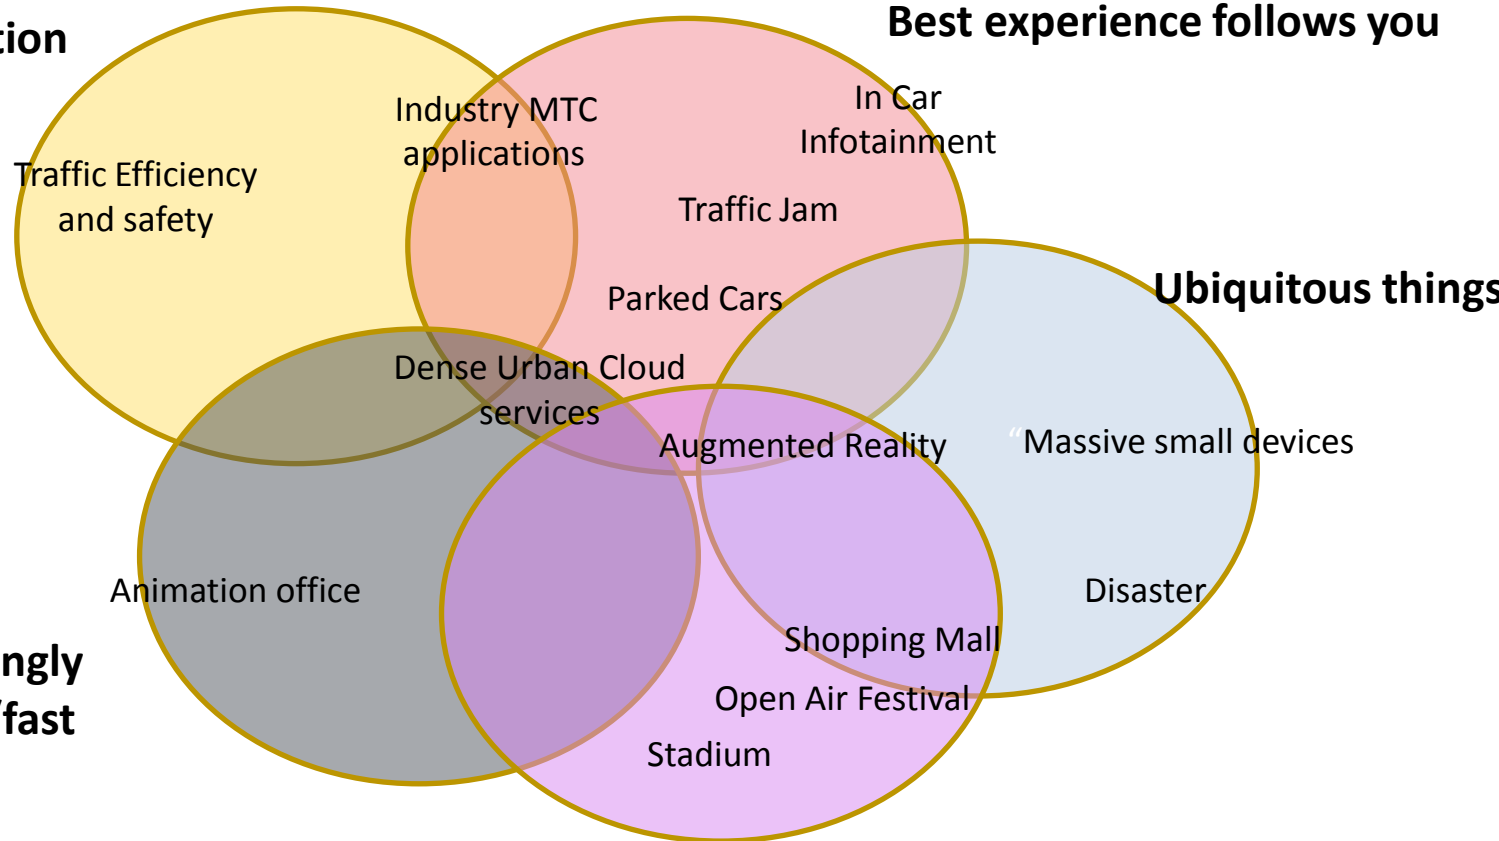 tion
Best experience follows you
Industry MTC
applications
In Car
Infotainment
Traffic Efficiency
and safety
Traffic Jam
Parked Cars
Ubiquitous things
Dense Urban Cloud
services
Augmented Reality
“Massive small devices
Animation office
Disaster
Shopping Mall
ngly
/fast
Open Air Festival
Stadium